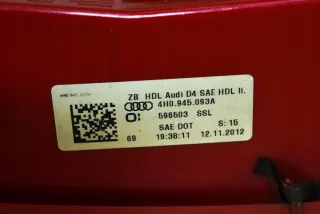 ZB HDL Audi D4 SAE HDL li.
4H0.945.093A
596503 SSL
SAE DOT S: 15
69 19:38:11 12.11.2012